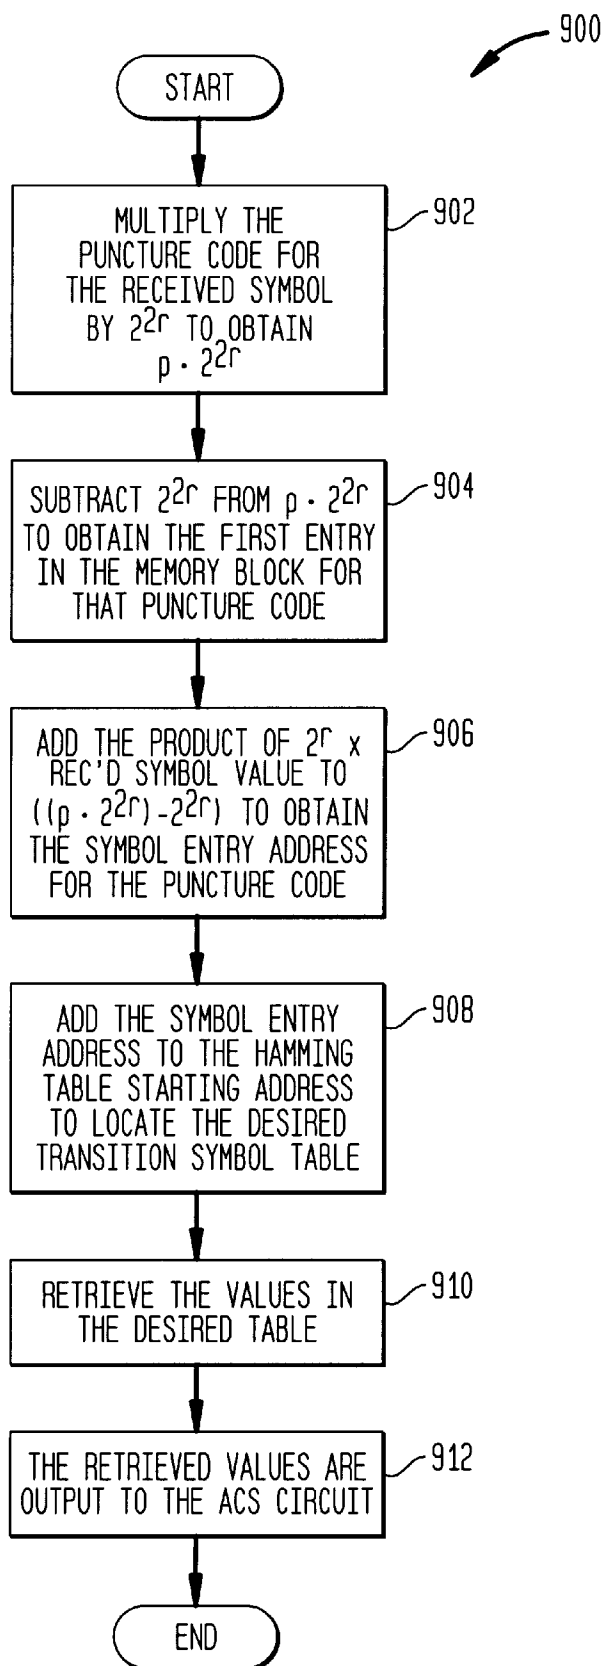 900
START
902
MULTIPLY THE
PUNCTURE CODE FOR
THE RECEIVED SYMBOL
BY 2^2r TO OBTAIN
p · 2^2r
904
SUBTRACT 2^2r FROM p · 2^2r
TO OBTAIN THE FIRST ENTRY
IN THE MEMORY BLOCK FOR
THAT PUNCTURE CODE
906
ADD THE PRODUCT OF 2^r x
REC'D SYMBOL VALUE TO
((p · 2^2r)-2^2r) TO OBTAIN
THE SYMBOL ENTRY ADDRESS
FOR THE PUNCTURE CODE
908
ADD THE SYMBOL ENTRY
ADDRESS TO THE HAMMING
TABLE STARTING ADDRESS
TO LOCATE THE DESIRED
TRANSITION SYMBOL TABLE
910
RETRIEVE THE VALUES IN
THE DESIRED TABLE
912
THE RETRIEVED VALUES ARE
OUTPUT TO THE ACS CIRCUIT
END